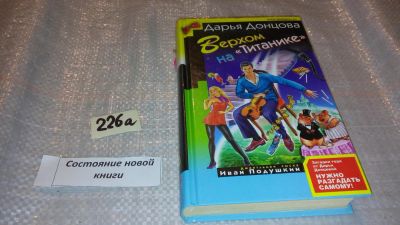 Дарья Донцова
Верхом
на «Титанике»
226а
Состояние новой
книги
Иван Подушкин
НУЖНО
РАЗГАДАТЬ
САМОМУ!